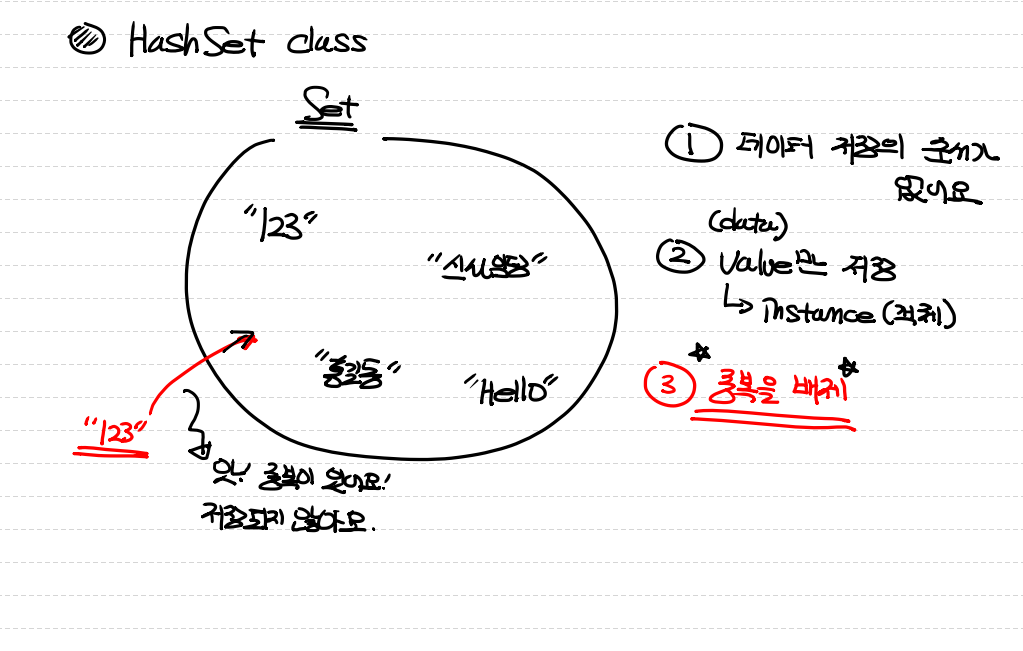 HashSet class
Set
"123"
"신사임당"
"홍길동"
"Hello"
"123"
앗! 중복이 있어요!
저장되지 않아요.
① 데이터 저장의 순서가
없어요
(data)
② Value만 저장
↳ Instance (객체)
③ 중복을 배제